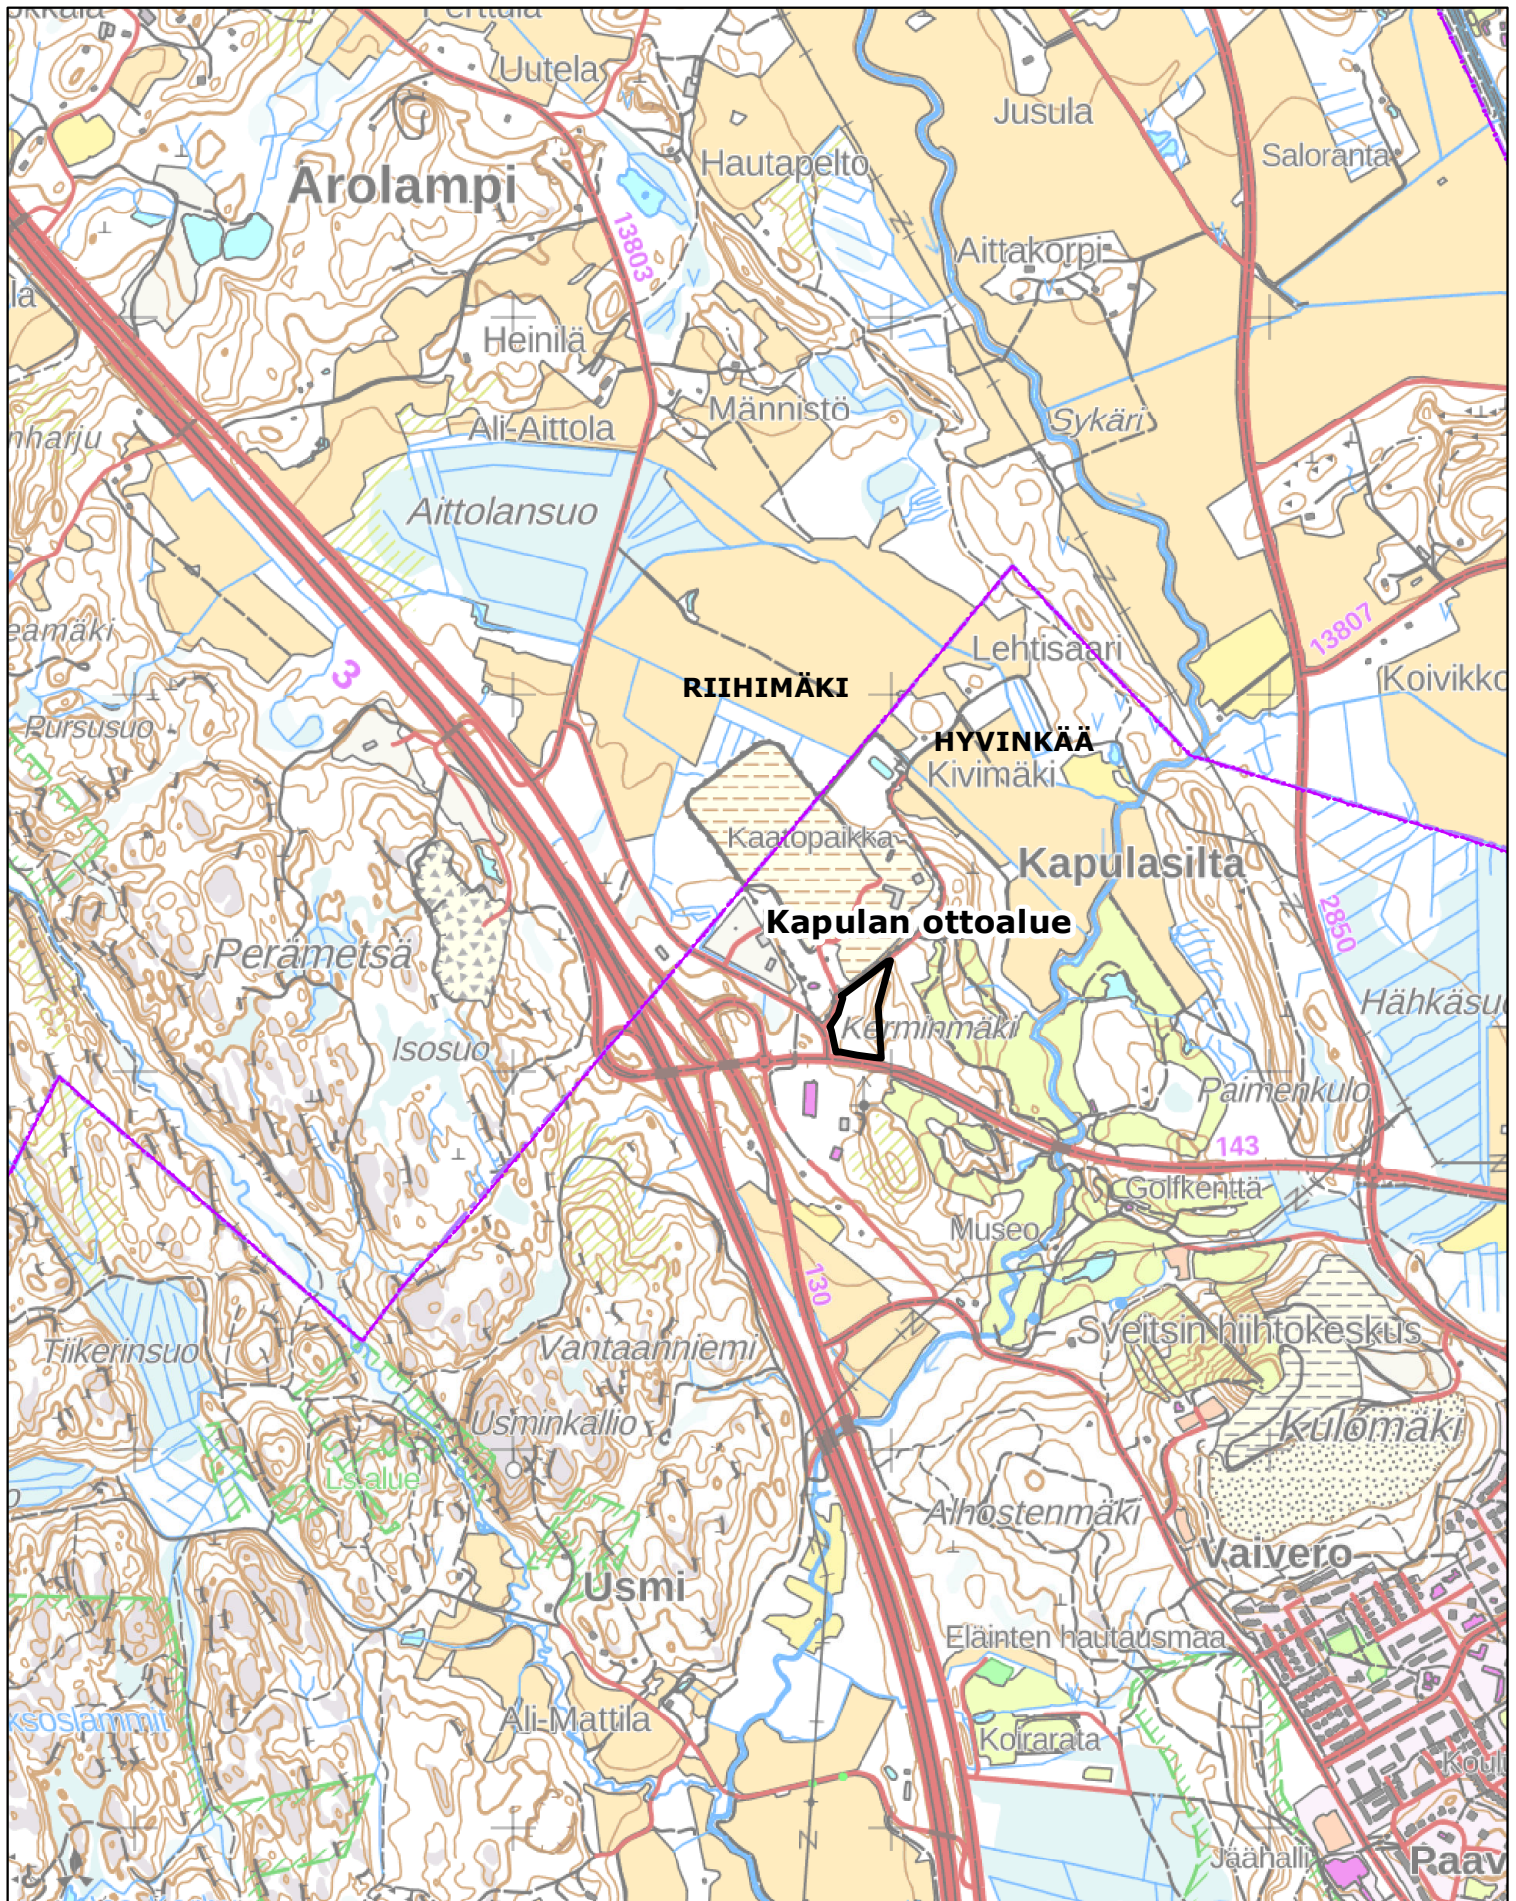 Perttula
Uutela
Jusula
Hautapelto
Saloranta
Arolampi
13803
Aittakorpi
Heinilä
Männistö
Sykäri
Ali-Aittola
Aittolansuo
13807
Lehtisaari
3
RIIHIMÄKI
Koivikko
Pursusuo
HYVINKÄÄ
Kivimäki
Kaatopaikka
Kapulasilta
Kapulan ottoalue
2850
Perämetsä
Kerminmäki
Isosuo
Paimenkulo
143
Golfkenttä
Museo
130
Sveitsin hiihtokeskus
Tiikerinsuo
Vantaanniemi
Usminkallio
Kulomäki
Ls.alue
Alhostenmäki
Vaivero
Usmi
Eläinten hautausmaa
Ali-Mattila
Koirarata
Jäähalli